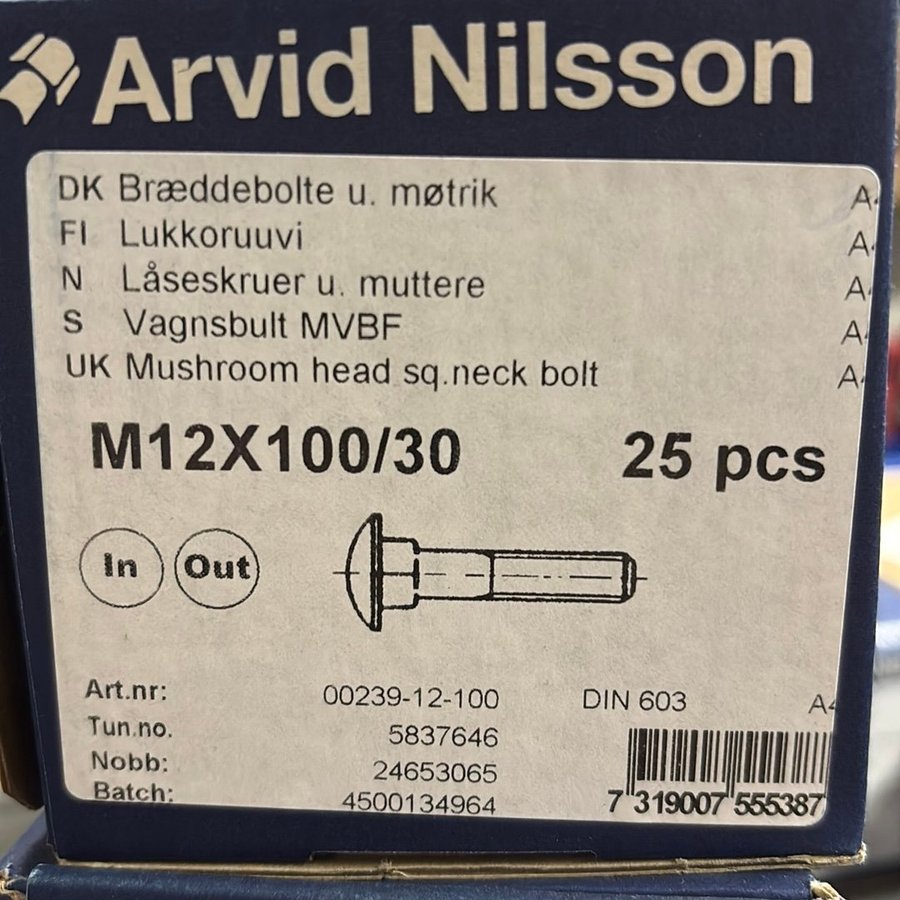 Arvid Nilsson
DK Bræddebolte u. møtrik
FI Lukkoruuvi
N Låseskruer u. muttere
S Vagnsbult MVBF
UK Mushroom head sq.neck bolt
M12X100/30 25 pcs
In Out
Art.nr: 00239-12-100 DIN 603
Tun.no. 5837646
Nobb: 24653065
Batch: 4500134964
7 319007 555387